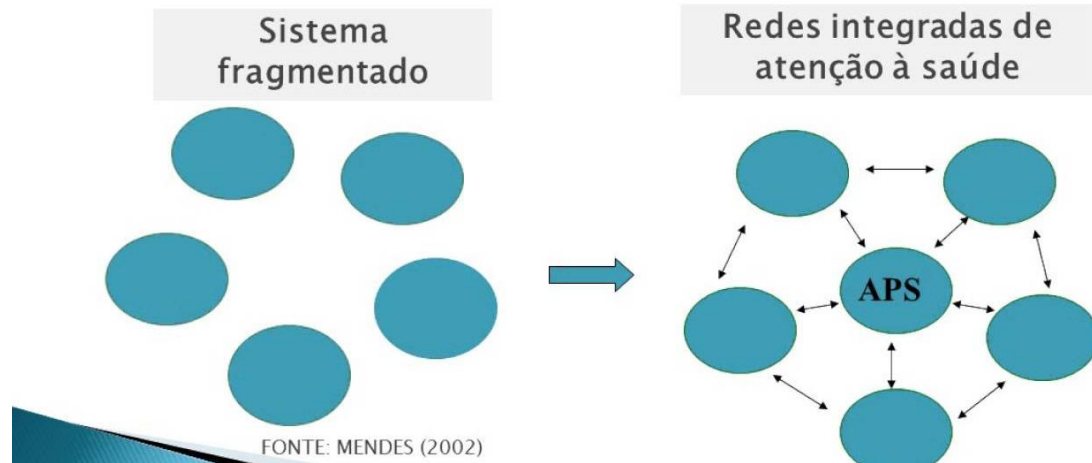 Sistema
fragmentado
Redes integradas de
atenção à saúde
APS
FONTE: MENDES (2002)